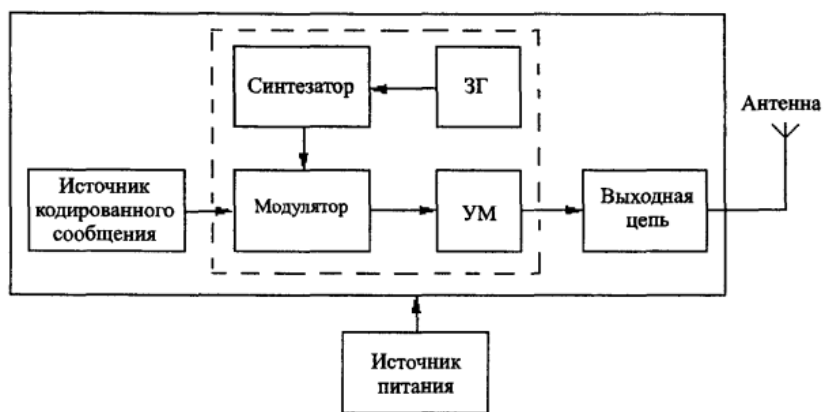 Синтезатор
ЗГ
Антенна
Источник
кодированного
сообщения
Модулятор
УМ
Выходная
цепь
Источник
питания